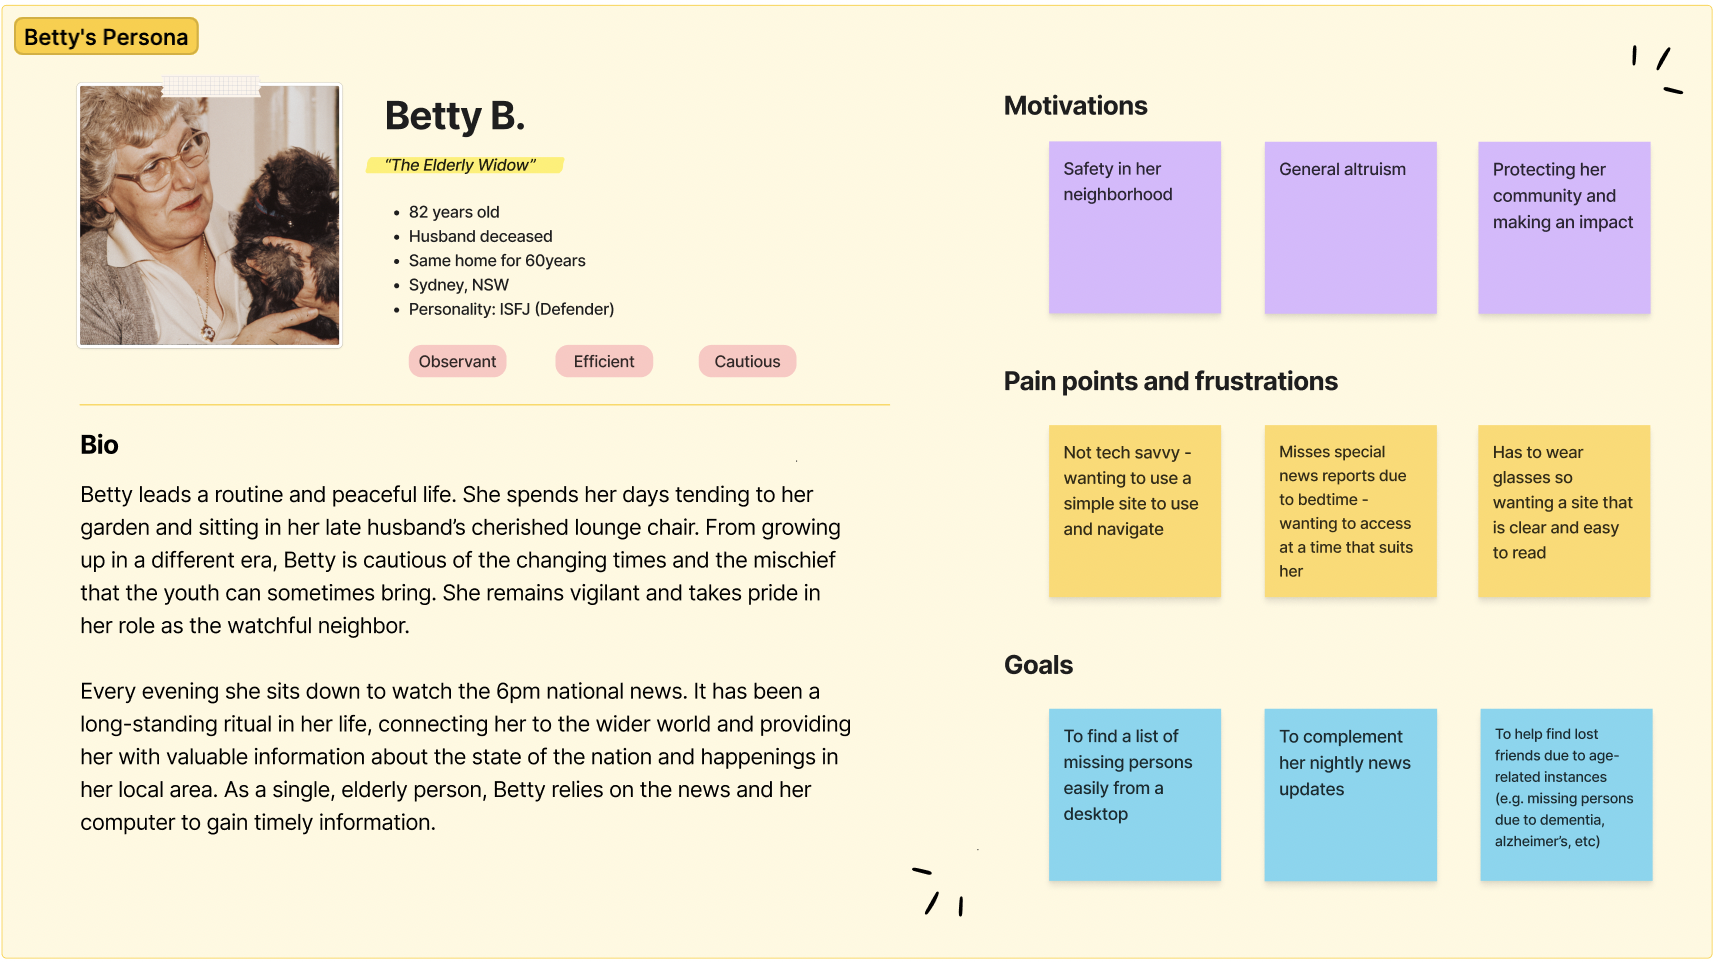 Betty's Persona
Betty B.
“The Elderly Widow”
• 82 years old
• Husband deceased
• Same home for 60years
• Sydney, NSW
• Personality: ISFJ (Defender)
Observant
Efficient
Cautious
Bio
Betty leads a routine and peaceful life. She spends her days tending to her
garden and sitting in her late husband’s cherished lounge chair. From growing
up in a different era, Betty is cautious of the changing times and the mischief
that the youth can sometimes bring. She remains vigilant and takes pride in
her role as the watchful neighbor.
Every evening she sits down to watch the 6pm national news. It has been a
long-standing ritual in her life, connecting her to the wider world and providing
her with valuable information about the state of the nation and happenings in
her local area. As a single, elderly person, Betty relies on the news and her
computer to gain timely information.
Motivations
Safety in her
neighborhood
General altruism
Protecting her
community and
making an impact
Pain points and frustrations
Not tech savvy -
wanting to use a
simple site to use
and navigate
Misses special
news reports due
to bedtime -
wanting to access
at a time that suits
her
Has to wear
glasses so
wanting a site that
is clear and easy
to read
Goals
To find a list of
missing persons
easily from a
desktop
To complement
her nightly news
updates
To help find lost
friends due to age-
related instances
(e.g. missing persons
due to dementia,
alzheimer’s, etc)